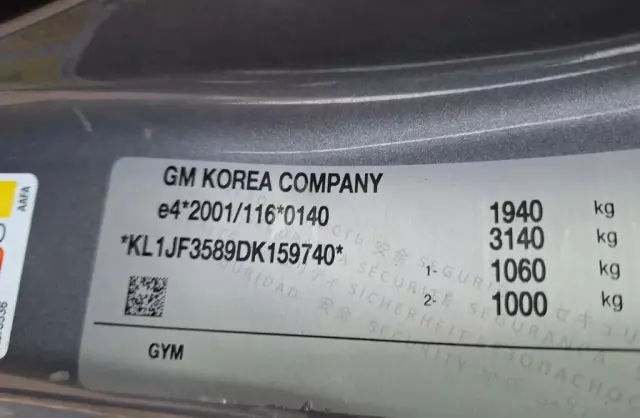 GM KOREA COMPANY
e4*2001/116*0140
1940 kg
*KL1JF3589DK159740*
3140 kg
1- 1060 kg
2- 1000 kg
GYM
AAFA